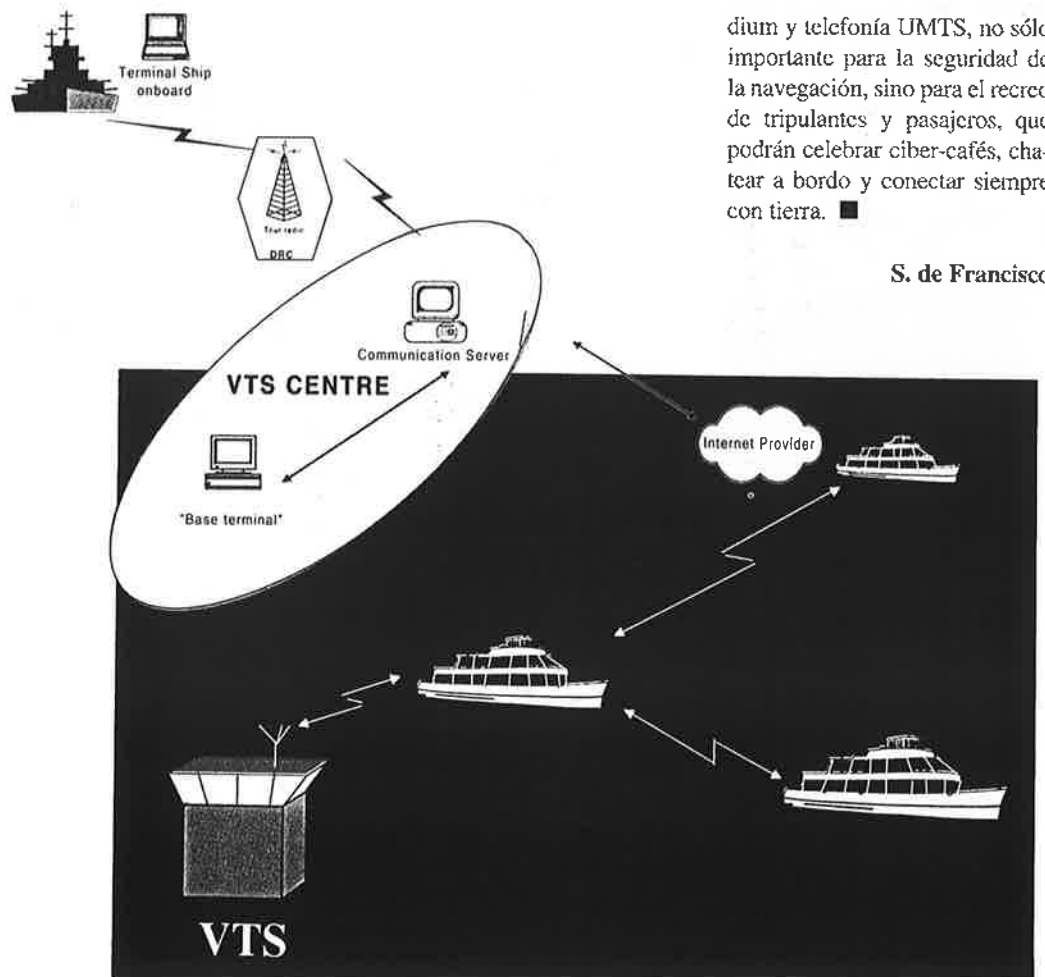 dium y telefonía UMTS, no sólo
importante para la seguridad de
la navegación, sino para el recreo
de tripulantes y pasajeros, que
podrán celebrar ciber-cafés, cha-
tear a bordo y conectar siempre
con tierra. ■
S. de Francisco
Terminal Ship
onboard
DRC
Communication Server
VTS CENTRE
"Base terminal"
Internet Provider
VTS